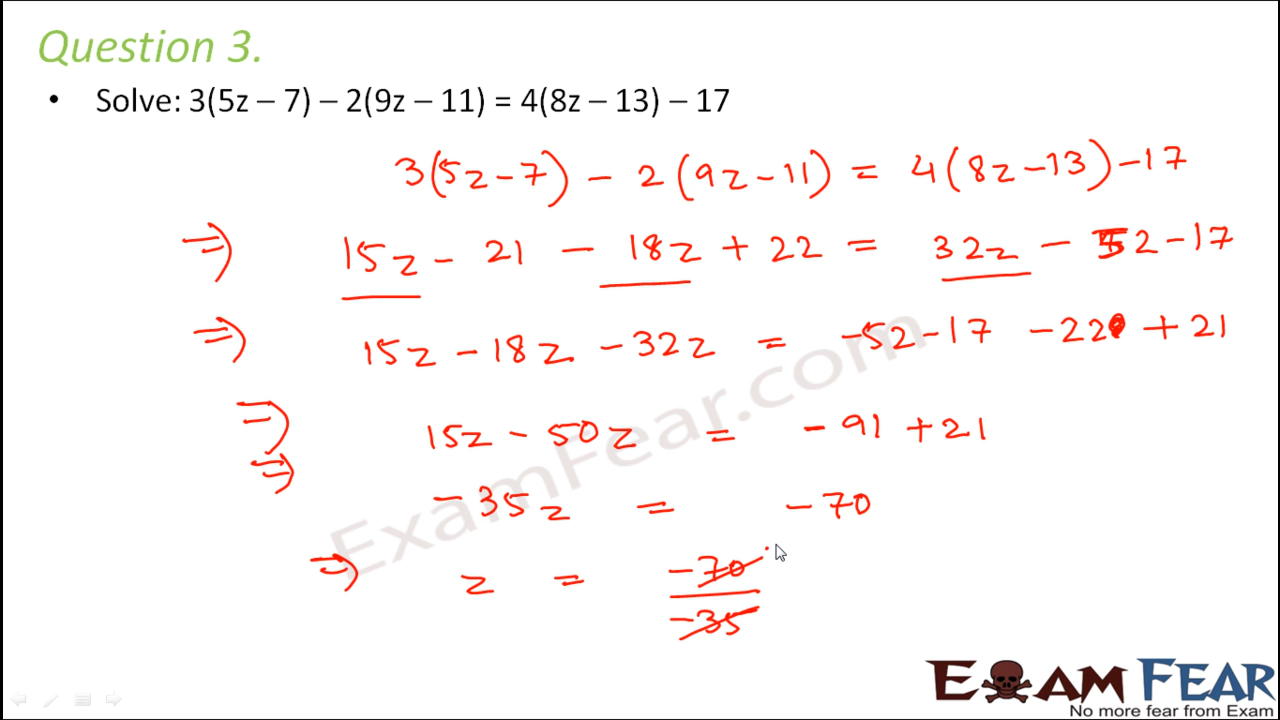 Question 3.
• Solve: 3(5z – 7) – 2(9z – 11) = 4(8z – 13) – 17
3(5z – 7) – 2(9z – 11) = 4(8z – 13) – 17
⇒ 15z – 21 – 18z + 22 = 32z – 52 – 17
⇒ 15z – 18z – 32z = –52 – 17 – 22 + 21
⇒ 15z – 50z = – 91 + 21
⇒ – 35z = – 70
⇒ z = –70
–35
ExamFear.com
EXAM FEAR
No more fear from Exam